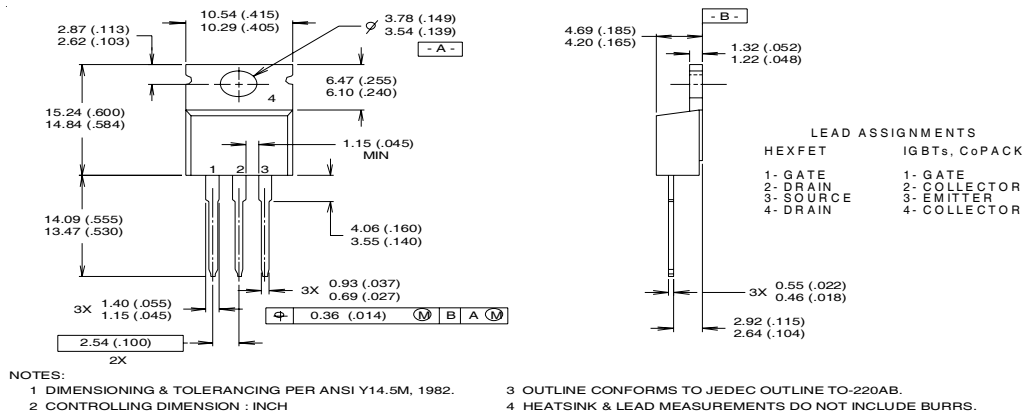 10.54 (.415)
10.29 (.405)
2.87 (.113)
2.62 (.103)
3.78 (.149)
3.54 (.139)
- A -
6.47 (.255)
6.10 (.240)
4
15.24 (.600)
14.84 (.584)
1.15 (.045)
MIN
1 2 3
14.09 (.555)
13.47 (.530)
4.06 (.160)
3.55 (.140)
3X 0.93 (.037)
0.69 (.027)
3X 1.40 (.055)
1.15 (.045)
0.36 (.014) Ⓜ B A Ⓜ
2.54 (.100)
2X
- B -
4.69 (.185)
4.20 (.165)
1.32 (.052)
1.22 (.048)
LEAD ASSIGNMENTS
HEXFET
1- GATE
2- DRAIN
3- SOURCE
4- DRAIN
IGBTs, CoPACK
1- GATE
2- COLLECTOR
3- EMITTER
4- COLLECTOR
3X 0.55 (.022)
0.46 (.018)
2.92 (.115)
2.64 (.104)
NOTES:
1 DIMENSIONING & TOLERANCING PER ANSI Y14.5M, 1982.
2 CONTROLLING DIMENSION : INCH
3 OUTLINE CONFORMS TO JEDEC OUTLINE TO-220AB.
4 HEATSINK & LEAD MEASUREMENTS DO NOT INCLUDE BURRS.